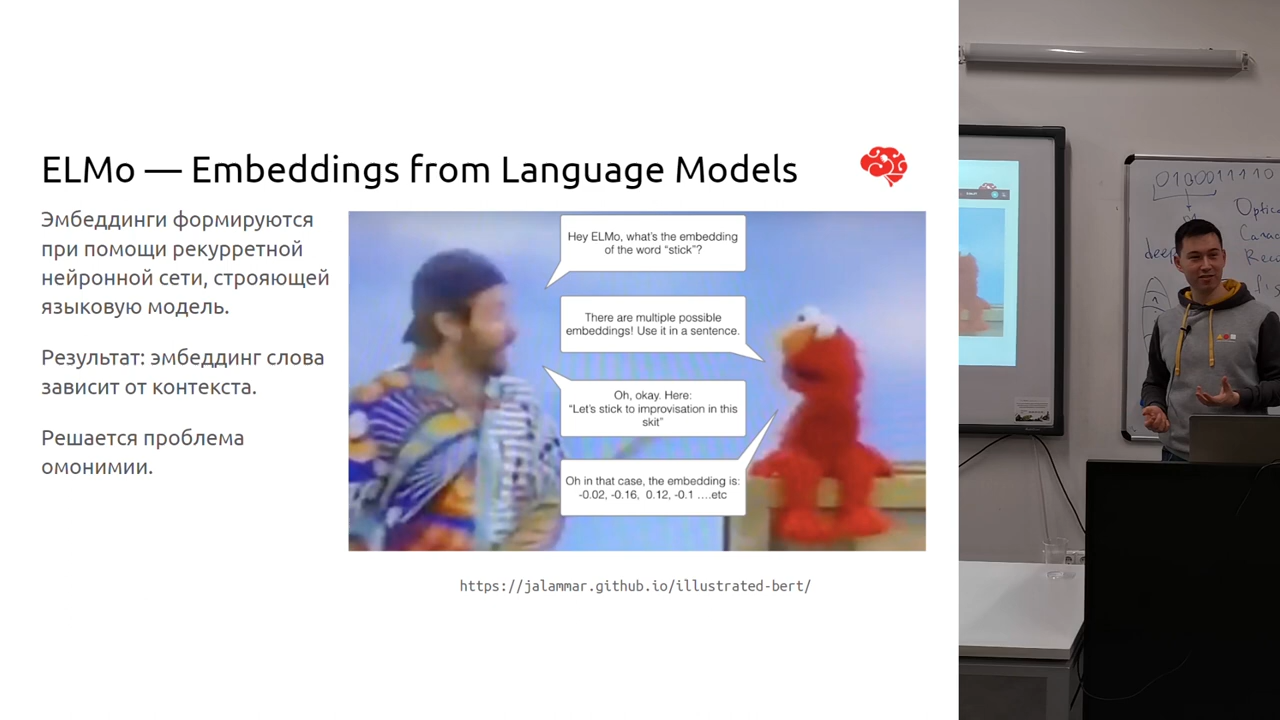 ELMo — Embeddings from Language Models
Эмбеддинги формируются
при помощи рекурретной
нейронной сети, строяющей
языковую модель.
Результат: эмбеддинг слова
зависит от контекста.
Решается проблема
омонимии.
Hey ELMo, what's the embedding
of the word "stick"?
There are multiple possible
embeddings! Use it in a sentence.
Oh, okay. Here:
"Let's stick to improvisation in this
skit"
Oh in that case, the embedding is:
-0.02, -0.16, 0.12, -0.1 ....etc
https://jalammar.github.io/illustrated-bert/
deep